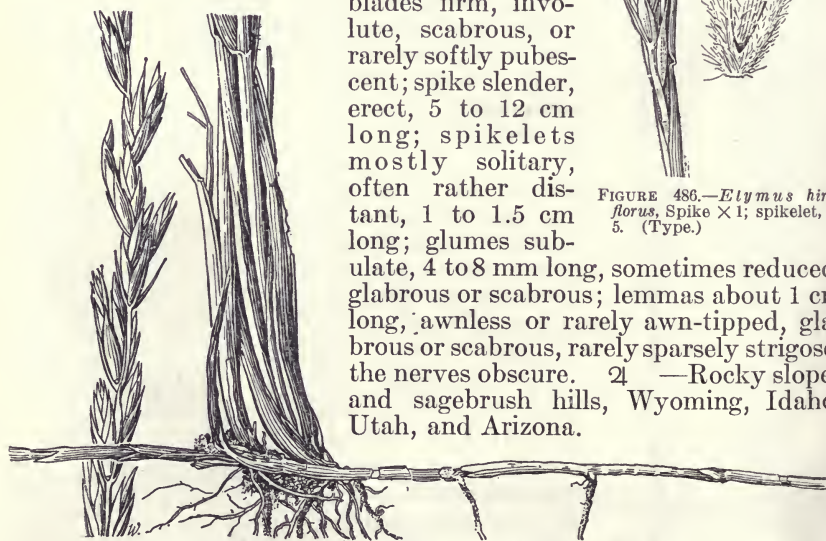 blades firm, invo-
lute, scabrous, or
rarely softly pubes-
cent; spike slender,
erect, 5 to 12 cm
long; spikelets
mostly solitary,
often rather dis-
tant, 1 to 1.5 cm
long; glumes sub-
ulate, 4 to 8 mm long, sometimes reduced
glabrous or scabrous; lemmas about 1 c
long, awnless or rarely awn-tipped, gla
brous or scabrous, rarely sparsely strigose
the nerves obscure. ♃ —Rocky slope
and sagebrush hills, Wyoming, Idaho
Utah, and Arizona.
FIGURE 486.—Elymus hir
florus, Spike × 1; spikelet,
5. (Type.)
W.